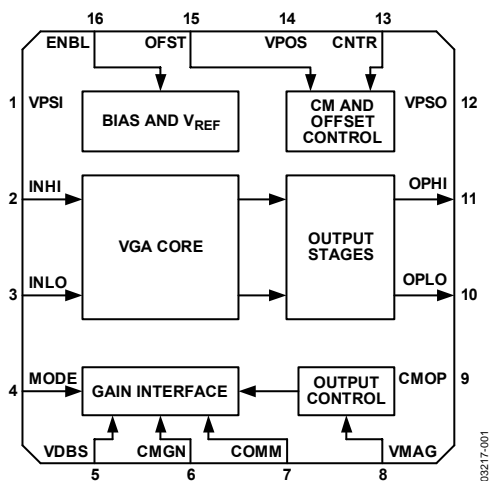 16 15 14 13
ENBL OFST VPOS CNTR
1 VPSI
BIAS AND VREF
CM AND
OFFSET
CONTROL
VPSO 12
2 INHI
OPHI 11
VGA CORE
OUTPUT
STAGES
3 INLO
OPLO 10
4 MODE
GAIN INTERFACE
OUTPUT
CONTROL
CMOP 9
VDBS CMGN COMM VMAG
5 6 7 8
03217-001